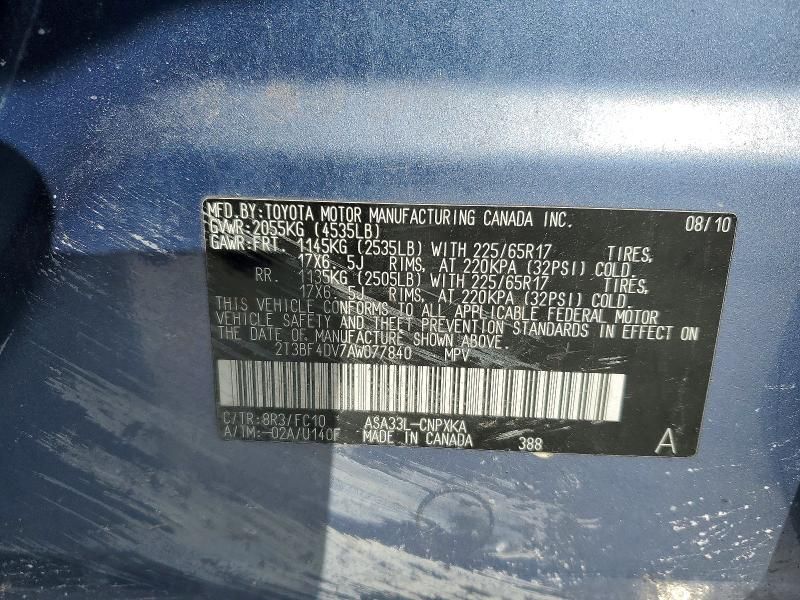 MFD.BY:TOYOTA MOTOR MANUFACTURING CANADA INC. 08/10
GVWR:2055KG (4535LB)
GAWR:FRT. 1145KG (2535LB) WITH 225/65R17 TIRES,
17X6. 5J RIMS, AT 220KPA (32PSI) COLD.
RR. 1135KG (2505LB) WITH 225/65R17 TIRES,
17X6. 5J RIMS, AT 220KPA (32PSI) COLD.
THIS VEHICLE CONFORMS TO ALL APPLICABLE FEDERAL MOTOR
VEHICLE SAFETY AND THEFT PREVENTION STANDARDS IN EFFECT ON
THE DATE OF MANUFACTURE SHOWN ABOVE.
2T3BF4DV7AW077840 MPV
C/TR:8R3/FC10 ASA33L-CNPXKA
A/TM:-02A/U140F MADE IN CANADA 388 A